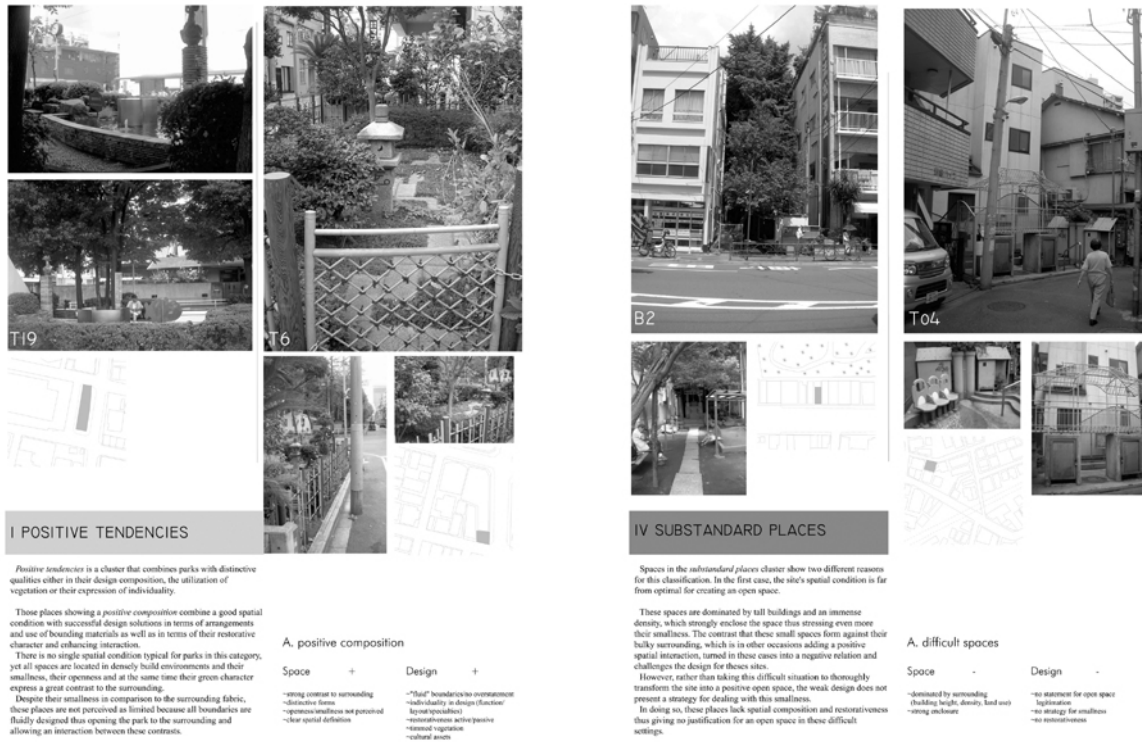 T19
T6
I POSITIVE TENDENCIES
Positive tendencies is a cluster that combines parks with distinctive
qualities either in their design composition, the utilization of
vegetation or their expression of individuality.
Those places showing a positive composition combine a good spatial
condition with successful design solutions in terms of arrangements
and use of bounding materials as well as in terms of their restorative
character and enhancing interaction.
There is no single spatial condition typical for parks in this category,
yet all spaces are located in densely build environments and their
smallness, their openness and at the same time their green character
express a great contrast to the surrounding.
Despite their smallness in comparison to the surrounding fabric,
these places are not perceived as limited because all boundaries are
fluidly designed thus opening the park to the surrounding and
allowing an interaction between these contrasts.
A. positive composition
Space +
~strong contrast to surrounding
~distinctive forms
~openness/smallness not perceived
~clear spatial definition
Design +
~"fluid" boundaries/no overstatement
~individuality in design (function/
layout/specialties)
~restorativeness active/passive
~trimmed vegetation
~cultural assets
B2
To4
IV SUBSTANDARD PLACES
Spaces in the substandard places cluster show two different reasons
for this classification. In the first case, the site's spatial condition is far
from optimal for creating an open space.
These spaces are dominated by tall buildings and an immense
density, which strongly enclose the space thus stressing even more
their smallness. The contrast that these small spaces form against their
bulky surrounding, which is in other occasions adding a positive
spatial interaction, turned in these cases into a negative relation and
challenges the design for theses sites.
However, rather than taking this difficult situation to thoroughly
transform the site into a positive open space, the weak design does not
present a strategy for dealing with this smallness.
In doing so, these places lack spatial composition and restorativeness
thus giving no justification for an open space in these difficult
settings.
A. difficult spaces
Space -
~dominated by surrounding
(building height, density, land use)
~strong enclosure
Design -
~no statement for open space
legitimation
~no strategy for smallness
~no restorativeness